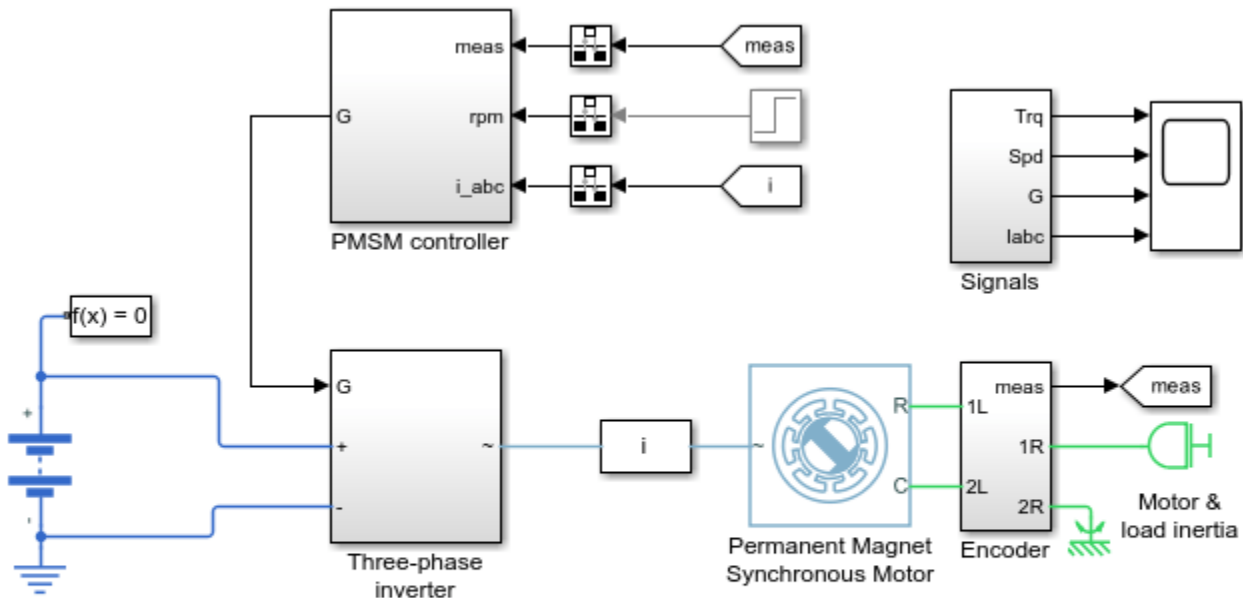 meas
meas
G
rpm
i_abc
i
PMSM controller
Trq
Spd
G
Iabc
Signals
f(x) = 0
+
-
G
+
-
~
Three-phase
inverter
i
~
R
C
Permanent Magnet
Synchronous Motor
1L
2L
meas
1R
2R
Encoder
meas
Motor &
load inertia